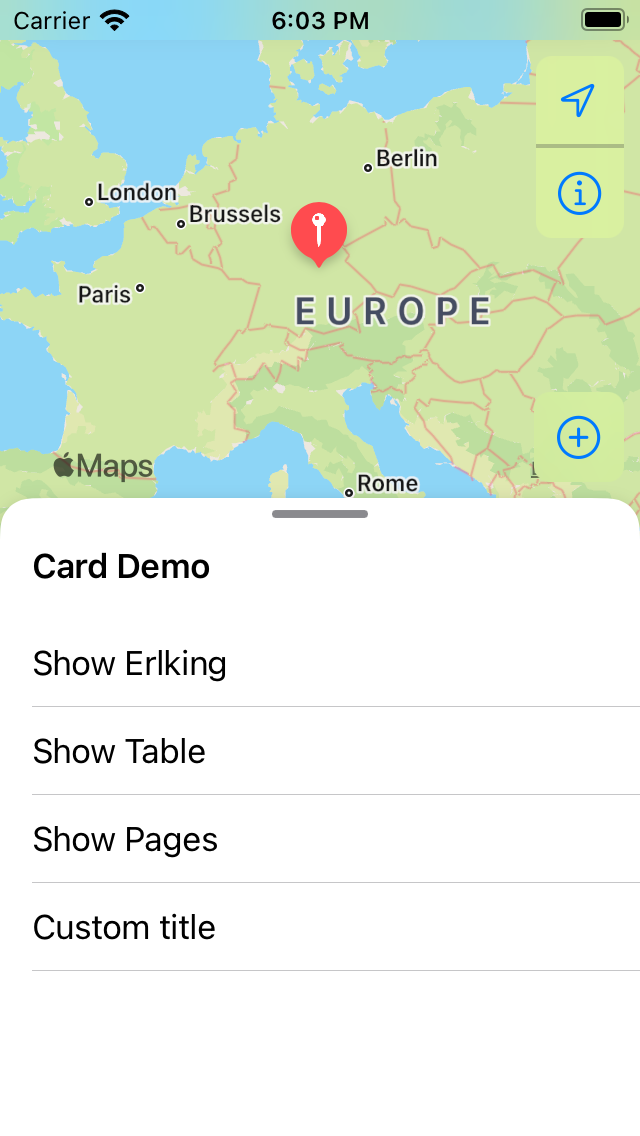 Carrier 6:03 PM
Berlin
London
Brussels
Paris
EUROPE
Maps
Rome
Card Demo
Show Erlking
Show Table
Show Pages
Custom title